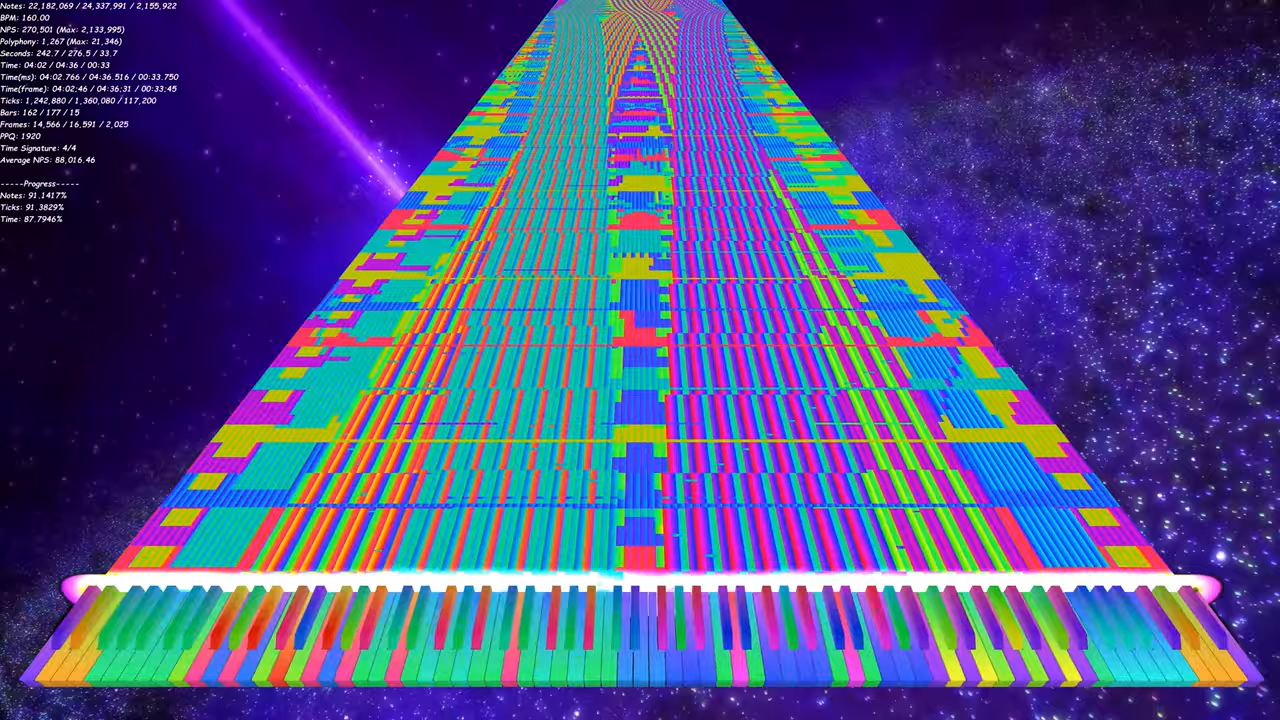 Notes: 22,182,069 / 24,337,991 / 2,155,922
BPM: 160.00
NPS: 270,501 (Max: 2,133,995)
Polyphony: 1,267 (Max: 21,346)
Seconds: 242.7 / 276.5 / 33.7
Time: 04:02 / 04:36 / 00:33
Time(ms): 04:02.766 / 04:36.516 / 00:33.750
Time(frame): 04:02;46 / 04:36;31 / 00:33;45
Ticks: 1,242,880 / 1,360,080 / 117,200
Bars: 162 / 177 / 15
Frames: 14,566 / 16,591 / 2,025
PPQ: 1920
Time Signature: 4/4
Average NPS: 88,016.46
-----Progress-----
Notes: 91.1417%
Ticks: 91.3829%
Time: 87.7946%